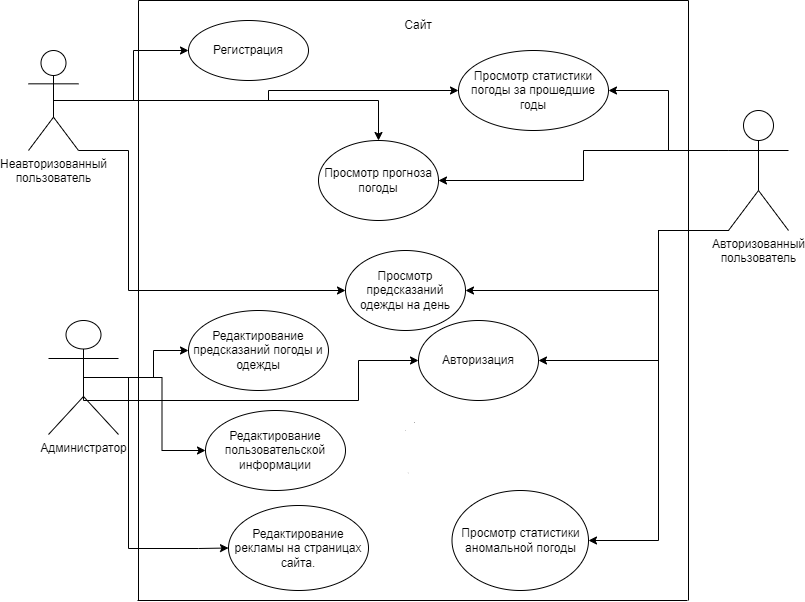 Сайт
Регистрация
Просмотр статистики
погоды за прошедшие
годы
Неавторизованный
пользователь
Просмотр прогноза
погоды
Авторизованный
пользователь
Просмотр
предсказаний
одежды на день
Редактирование
предсказаний погоды и
одежды
Авторизация
Администратор
Редактирование
пользовательской
информации
Редактирование
рекламы на страницах
сайта.
Просмотр статистики
аномальной погоды